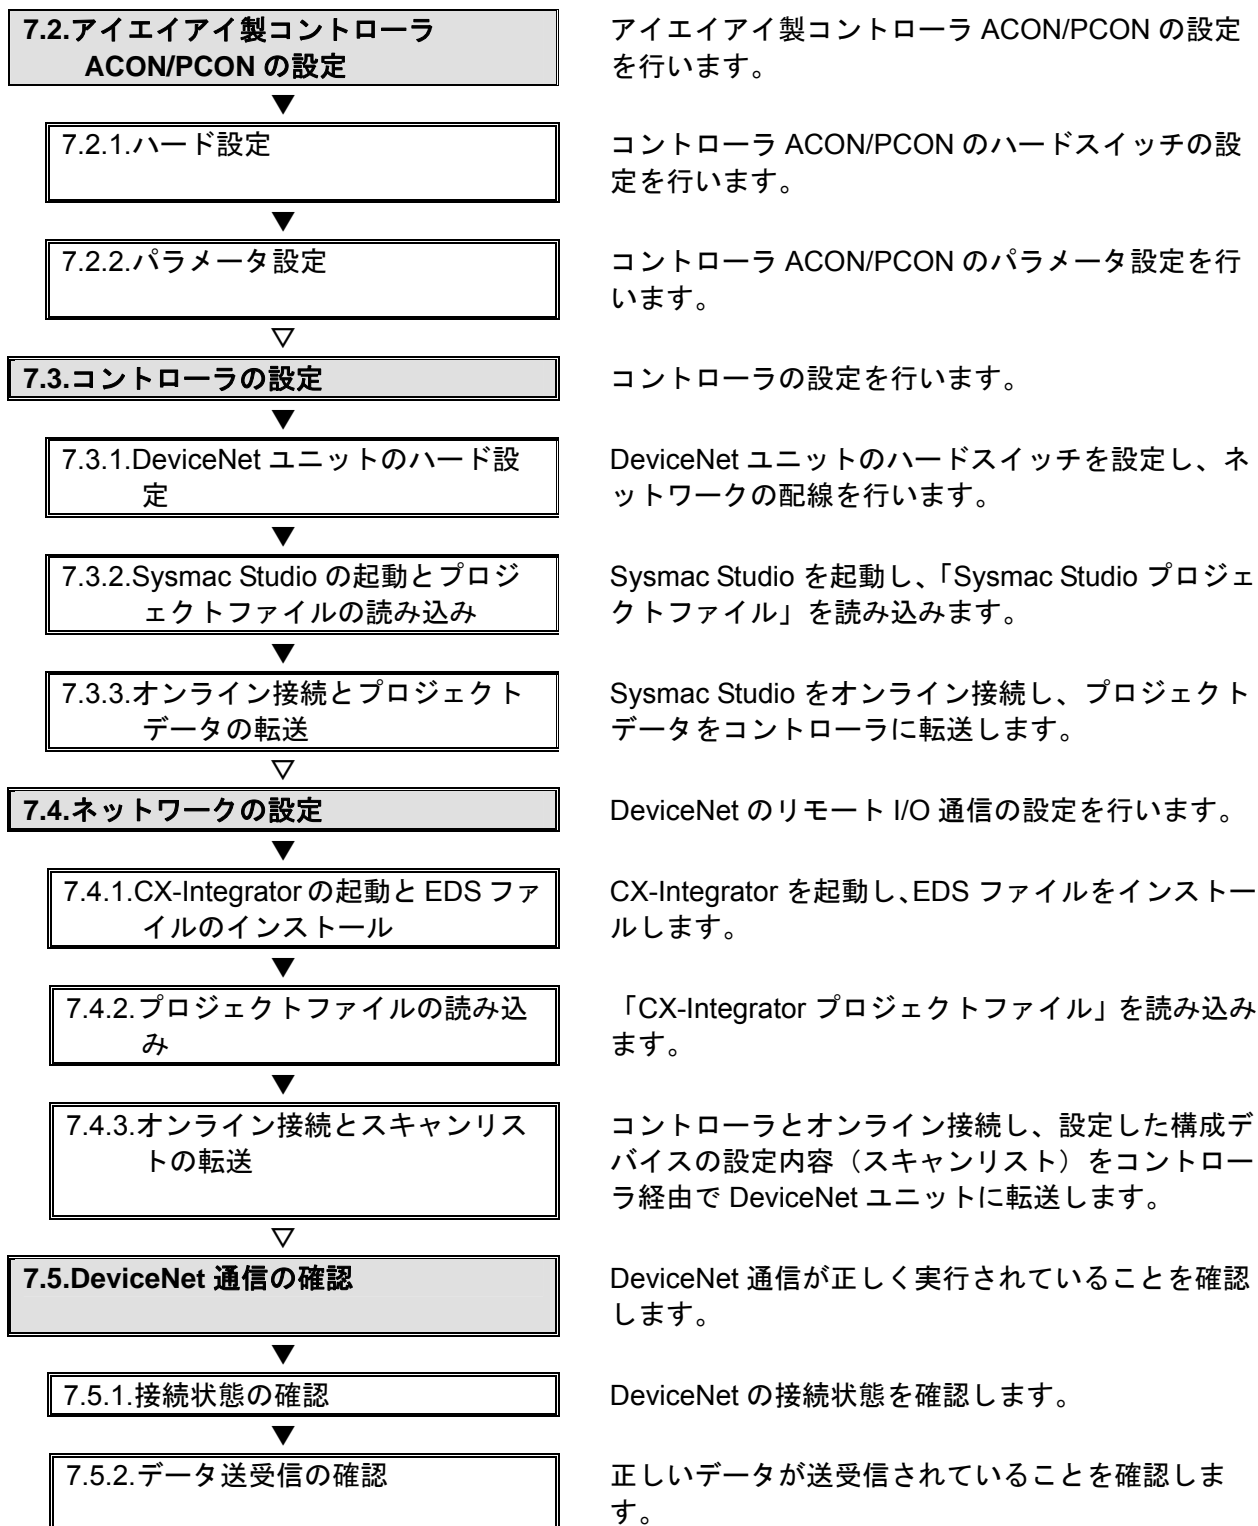 7.2.アイエイアイ製コントローラ
ACON/PCON の設定
アイエイアイ製コントローラ ACON/PCON の設定
を行います。
▼
7.2.1.ハード設定
コントローラ ACON/PCON のハードスイッチの設
定を行います。
▼
7.2.2.パラメータ設定
コントローラ ACON/PCON のパラメータ設定を行
います。
▽
7.3.コントローラの設定
コントローラの設定を行います。
▼
7.3.1.DeviceNet ユニットのハード設
定
DeviceNet ユニットのハードスイッチを設定し、ネ
ットワークの配線を行います。
▼
7.3.2.Sysmac Studio の起動とプロジ
ェクトファイルの読み込み
Sysmac Studio を起動し、「Sysmac Studio プロジェ
クトファイル」を読み込みます。
▼
7.3.3.オンライン接続とプロジェクト
データの転送
Sysmac Studio をオンライン接続し、プロジェクト
データをコントローラに転送します。
▽
7.4.ネットワークの設定
DeviceNet のリモート I/O 通信の設定を行います。
▼
7.4.1.CX-Integrator の起動と EDS ファ
イルのインストール
CX-Integrator を起動し、EDS ファイルをインストー
ルします。
▼
7.4.2.プロジェクトファイルの読み込
み
「CX-Integrator プロジェクトファイル」を読み込み
ます。
▼
7.4.3.オンライン接続とスキャンリス
トの転送
コントローラとオンライン接続し、設定した構成デ
バイスの設定内容（スキャンリスト）をコントロー
ラ経由で DeviceNet ユニットに転送します。
▽
7.5.DeviceNet 通信の確認
DeviceNet 通信が正しく実行されていることを確認
します。
▼
7.5.1.接続状態の確認
DeviceNet の接続状態を確認します。
▼
7.5.2.データ送受信の確認
正しいデータが送受信されていることを確認しま
す。